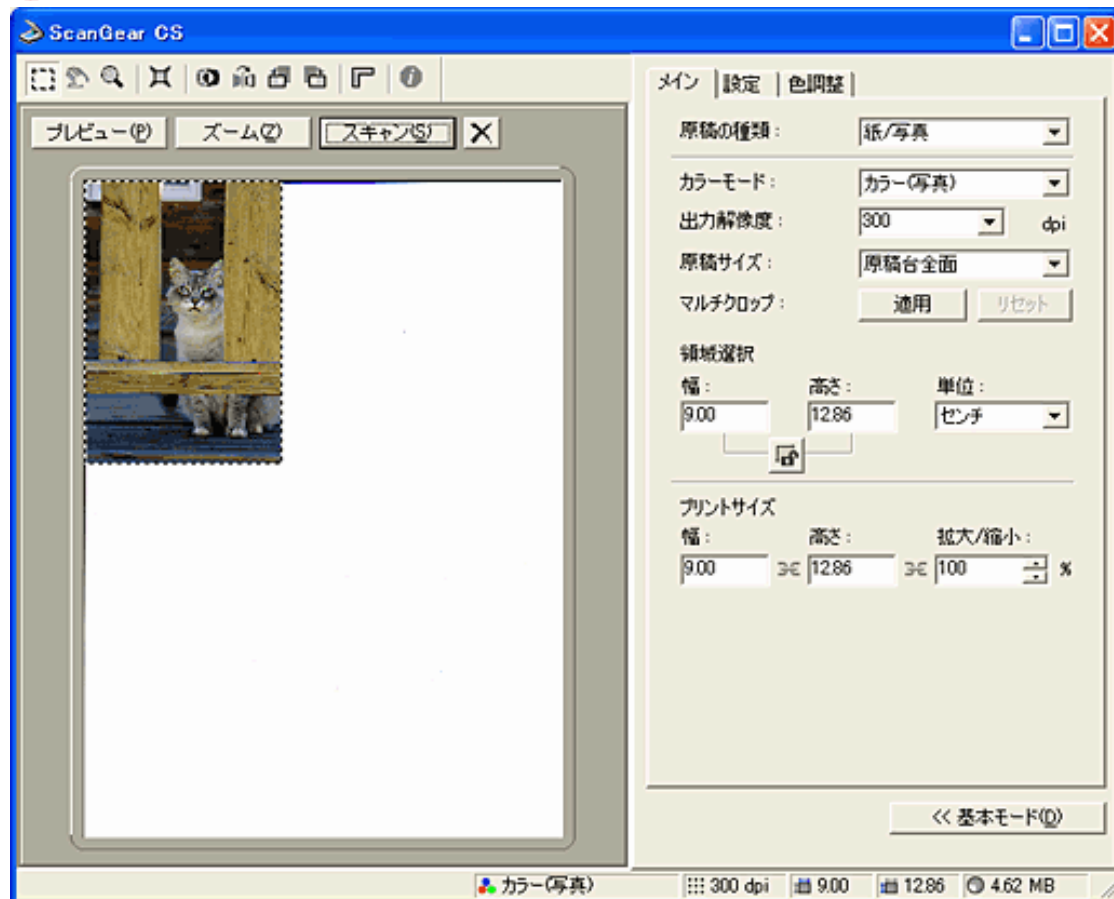 ScanGear CS
メイン 設定 色調整
プレビュー(P) ズーム(Z) スキャン(S)
原稿の種類： 紙/写真
カラーモード： カラー(写真)
出力解像度： 300 dpi
原稿サイズ： 原稿台全面
マルチクロップ： 適用 リセット
領域選択
幅： 高さ： 単位：
9.00 12.86 センチ
プリントサイズ
幅： 高さ： 拡大/縮小：
9.00 12.86 100 %
<< 基本モード(D)
カラー(写真) 300 dpi 9.00 12.86 4.62 MB